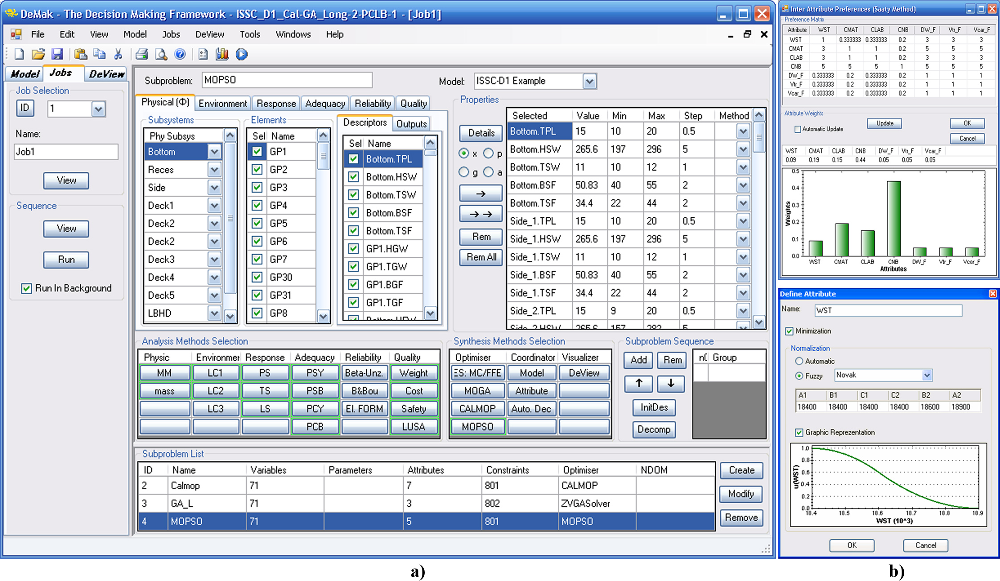 DeMak - The Decision Making Framework - ISSC_D1_Cal-GA_Long-2-PCLB-1 - [Job1]
File Edit View Model Jobs DeView Tools Windows Help
Model Jobs DeView
Job Selection
ID 1
Name:
Job1
View
Sequence
View
Run
Run In Background
Subproblem: MOPSO Model: ISSC-D1 Example
Physical (Φ) Environment Response Adequacy Reliability Quality
Subsystems
Phy Subsys
Bottom
Reces
Side
Deck1
Deck2
Deck2
Deck3
Deck4
Deck5
LBHD
Elements
Sel Name
GP1
GP2
GP3
GP4
GP5
GP6
GP7
GP30
GP31
GP8
Descriptors Outputs
Sel Name
Bottom.TPL
Bottom.HSW
Bottom.TSW
Bottom.BSF
Bottom.TSF
GP1.HGW
GP1.TGW
GP1.BGF
GP1.TGF
Properties
Details
x p
g a
→
→ →
Rem
Rem All
Selected Value Min Max Step Method
Bottom.TPL 15 10 20 0.5
Bottom.HSW 265.6 197 296 5
Bottom.TSW 11 10 12 1
Bottom.BSF 50.83 40 55 2
Bottom.TSF 34.4 22 44 2
Side_1.TPL 15 10 20 0.5
Side_1.HSW 265.6 197 296 5
Side_1.TSW 11 10 12 1
Side_1.BSF 50.83 40 55 2
Side_1.TSF 34.4 22 44 2
Side_2.TPL 15 9 20 0.5
Analysis Methods Selection
Physic Environmer Response Adequacy Reliability Quality
MM LC1 PS PSY Beta-Unz. Weight
mass LC2 TS PSB B&Bou Cost
LC3 LS PCY El. FORM Safety
PCB LUSA
Synthesis Methods Selection
Optimiser Coordinator Visualizer
ES: MC/FFE Model DeView
MOGA Attribute
CALMOP Auto. Dec
MOPSO
Subproblem Sequence
Add Rem
↑ ↓
InitDes
Decomp
Group
Subproblem List
ID Name Variables Parameters Attributes Constraints Optimiser NDOM
2 Calmop 71 7 801 CALMOP
3 GA_L 71 3 802 ZVGASolver
4 MOPSO 71 5 801 MOPSO
Create
Modify
Remove
a)
Inter Attribute Preferences (Saaty Method)
Preference Matrix
Attribute WST CMAT CLAB CNB DW_F Vtr_F Vcar_F
WST 1 0.333333 0.333333 0.2 3 3 3
CMAT 3 1 1 0.2 5 5 5
CLAB 3 1 1 0.2 3 3 3
CNB 5 5 5 1 5 5 5
DW_F 0.333333 0.2 0.333333 0.2 1 1 1
Vtr_F 0.333333 0.2 0.333333 0.2 1 1 1
Vcar_F 0.333333 0.2 0.333333 0.2 1 1 1
Attribute Weights
Automatic Update Update OK
Cancel
WST CMAT CLAB CNB DW_F Vtr_F Vcar_F
0.09 0.19 0.15 0.44 0.05 0.05 0.05
0.5
0.4
0.3
0.2
0.1
0.0
Weights
WST CMAT CLAB CNB DW_F Vtr_F Vcar_F
Attributes
Define Attribute
Name: WST
Minimization
Normalization
Automatic
Fuzzy Novak
A1 B1 C1 C2 B2 A2
18400 18400 18400 18400 18600 18900
Graphic Reprezentation
1.0
0.8
0.6
0.4
0.2
0.0
u(WST)
18.4 18.5 18.6 18.7 18.8 18.9
WST (10^3)
OK Cancel
b)